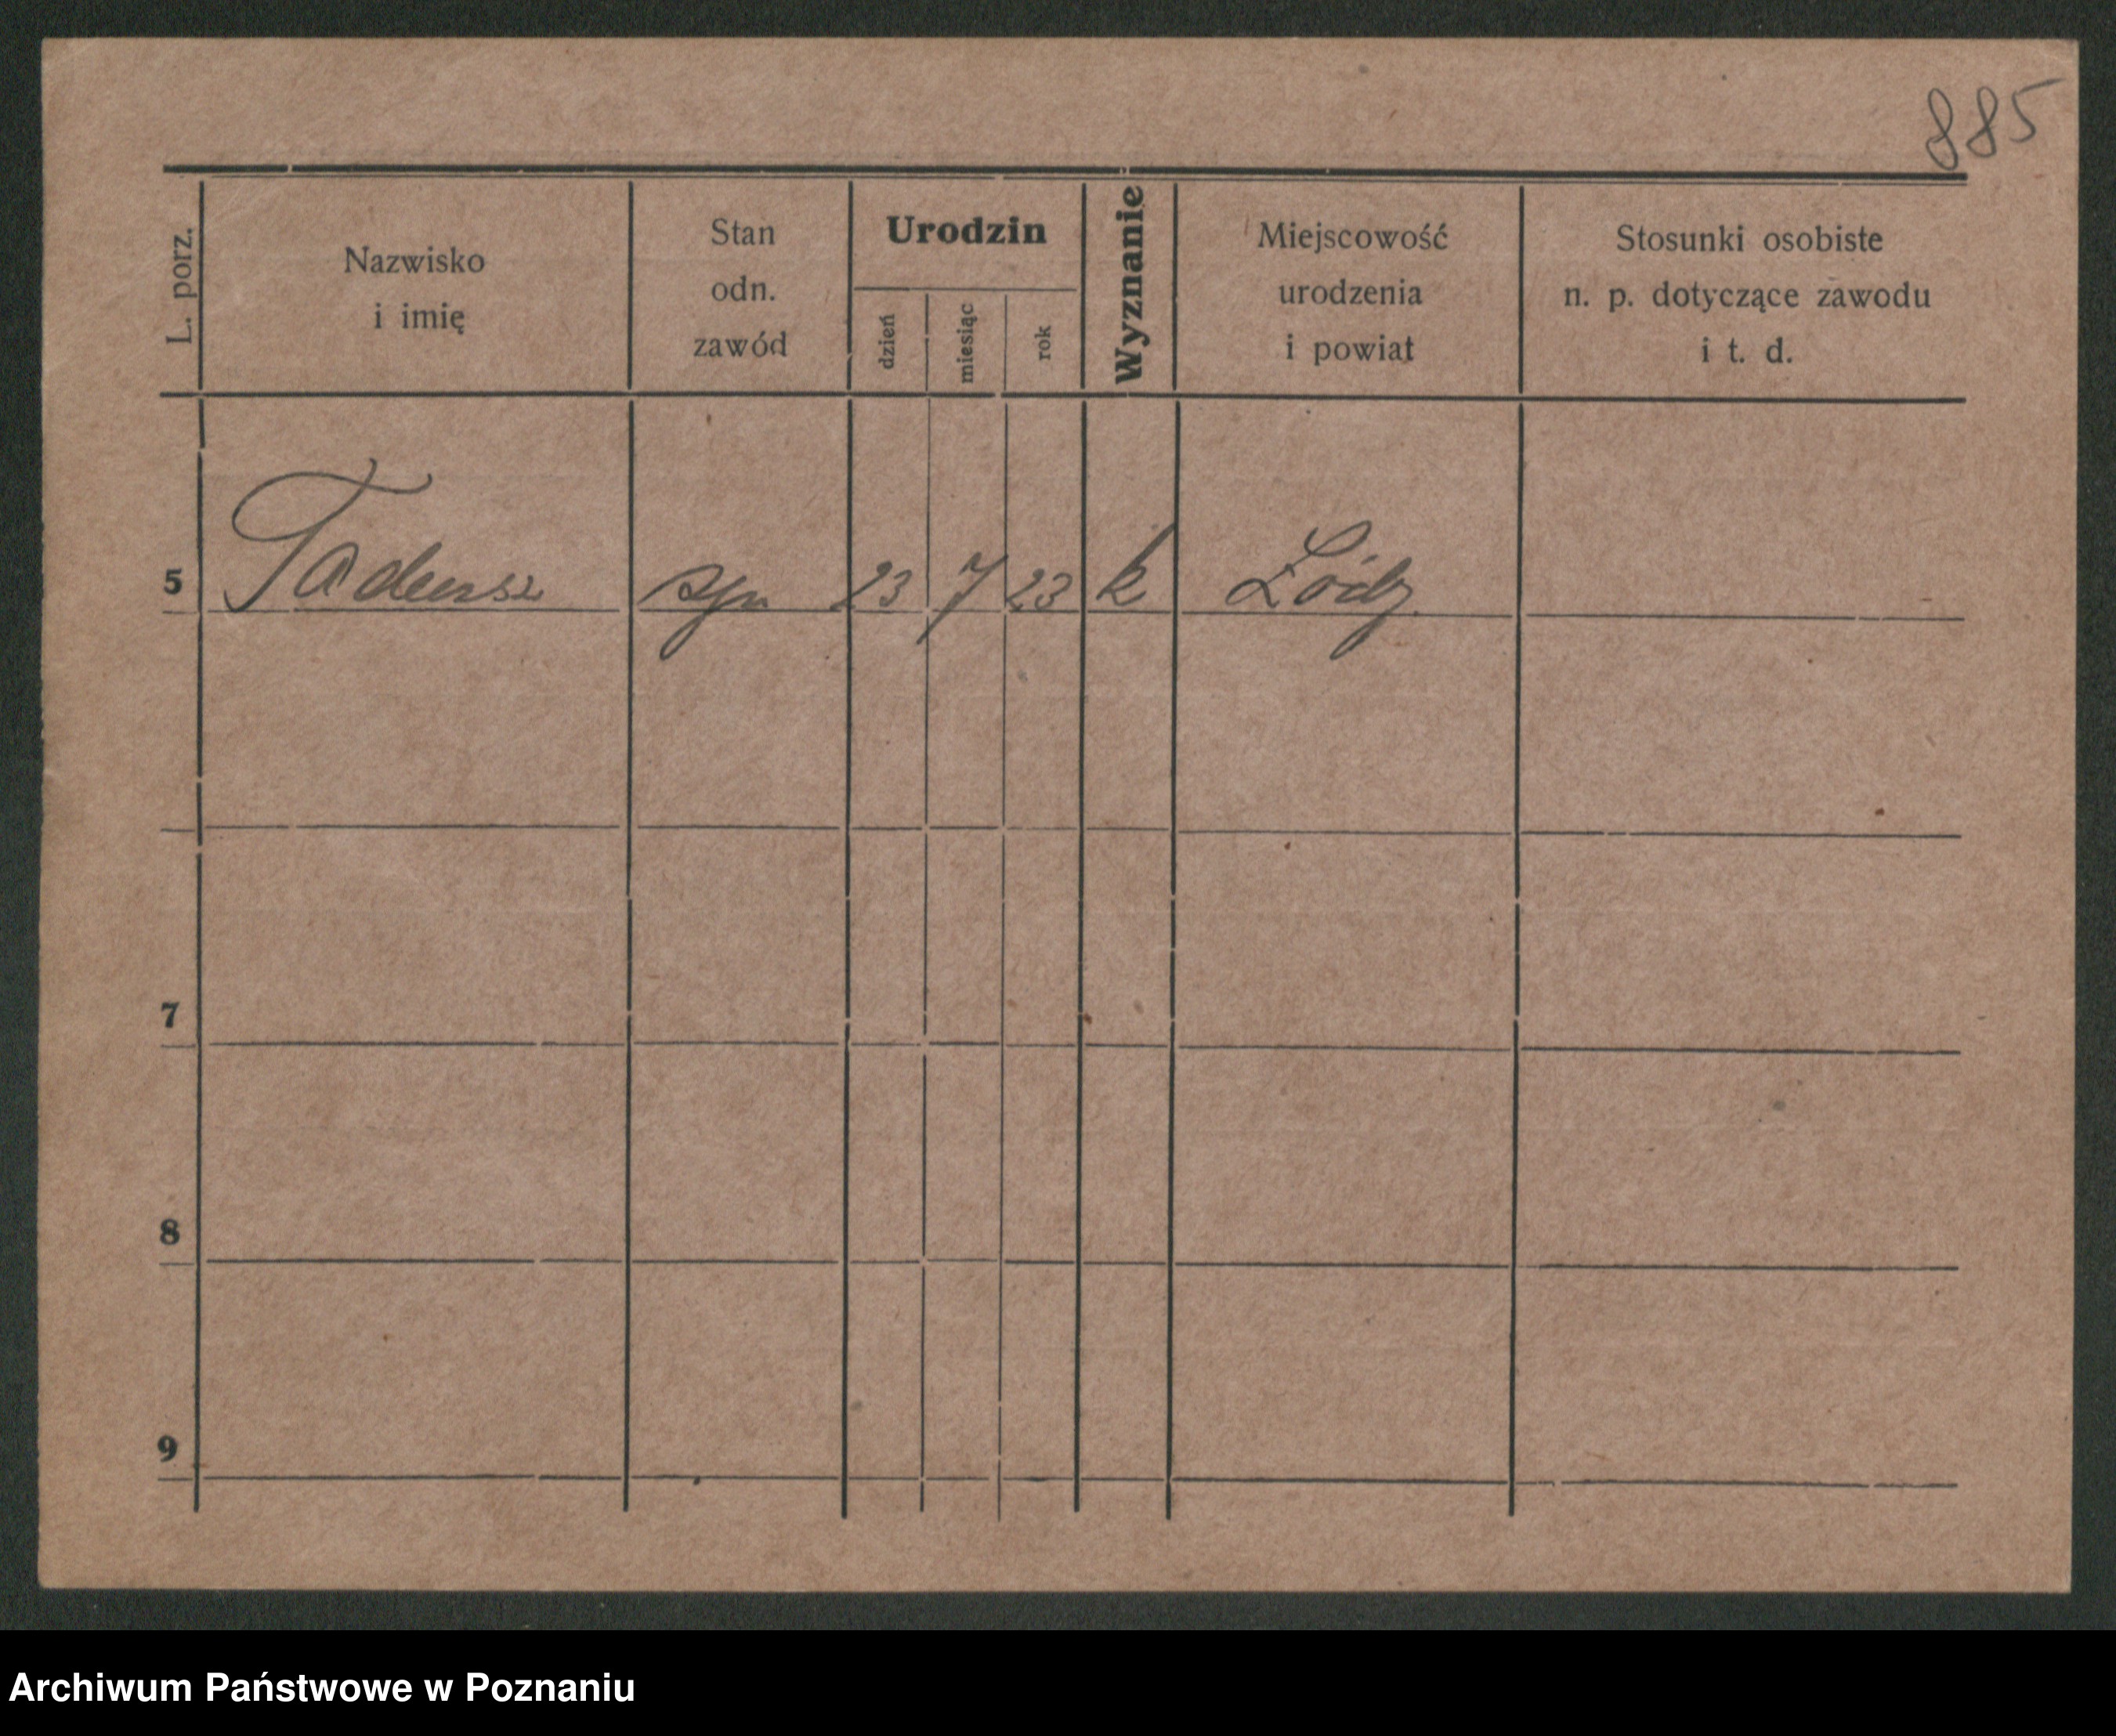 885
L. porz.
Nazwisko
i imię
Stan
odn.
zawód
Urodzin
dzień
miesiąc
rok
Wyznanie
Miejscowość
urodzenia
i powiat
Stosunki osobiste
n. p. dotyczące zawodu
i t. d.
5 Tadeusz syn 23 7 23 k Łódź
7
8
9
Archiwum Państwowe w Poznaniu